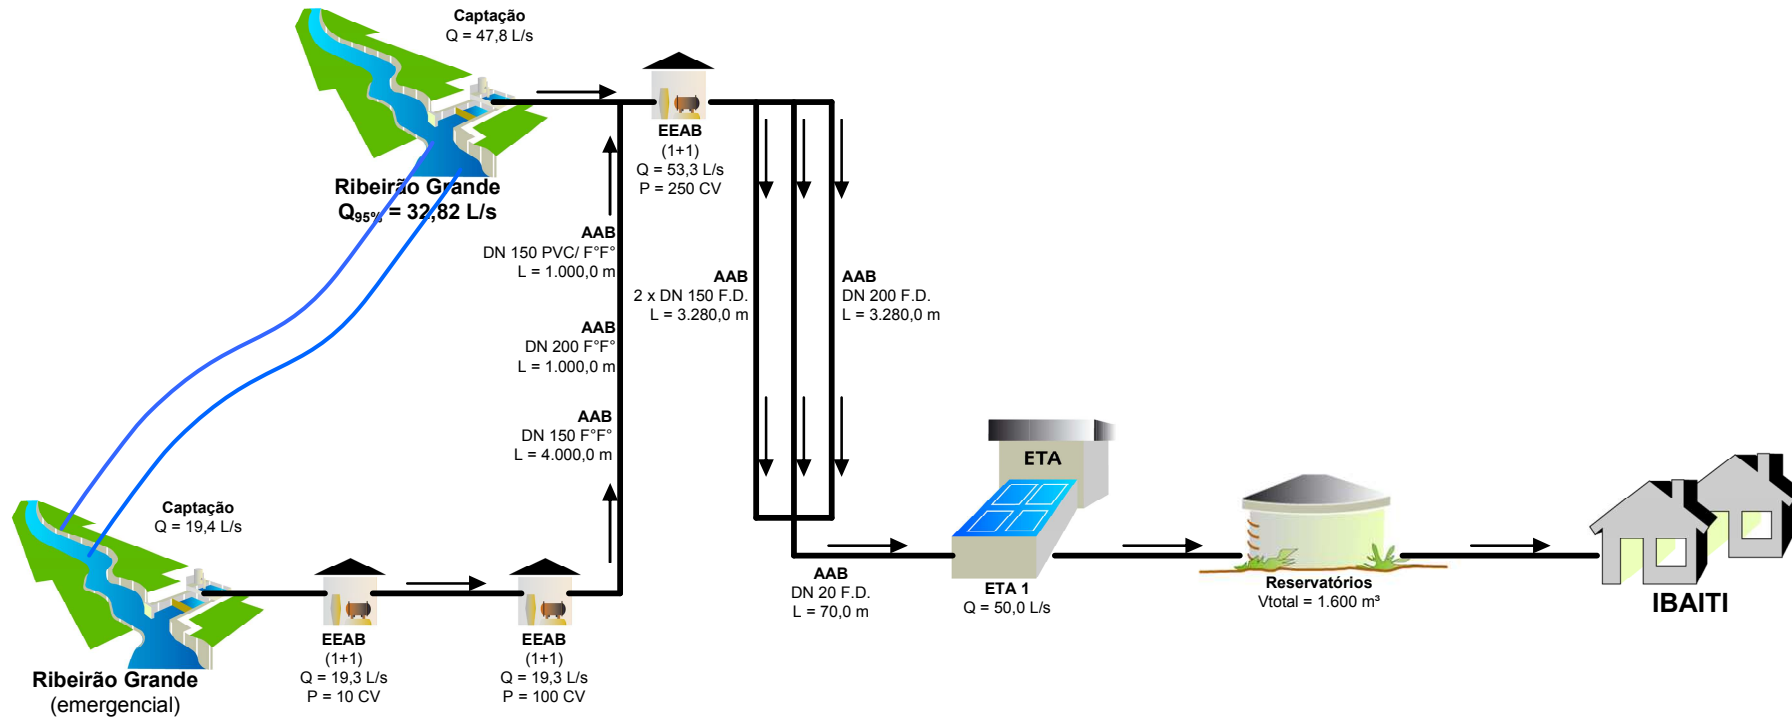 Captação
Q = 47,8 L/s
EEAB
(1+1)
Q = 53,3 L/s
P = 250 CV
Ribeirão Grande
Q95% = 32,82 L/s
AAB
DN 150 PVC/ F°F°
L = 1.000,0 m
AAB
DN 200 F°F°
L = 1.000,0 m
AAB
DN 150 F°F°
L = 4.000,0 m
AAB
2 x DN 150 F.D.
L = 3.280,0 m
AAB
DN 200 F.D.
L = 3.280,0 m
Captação
Q = 19,4 L/s
Ribeirão Grande
(emergencial)
EEAB
(1+1)
Q = 19,3 L/s
P = 10 CV
EEAB
(1+1)
Q = 19,3 L/s
P = 100 CV
AAB
DN 20 F.D.
L = 70,0 m
ETA
ETA 1
Q = 50,0 L/s
Reservatórios
Vtotal = 1.600 m³
IBAITI